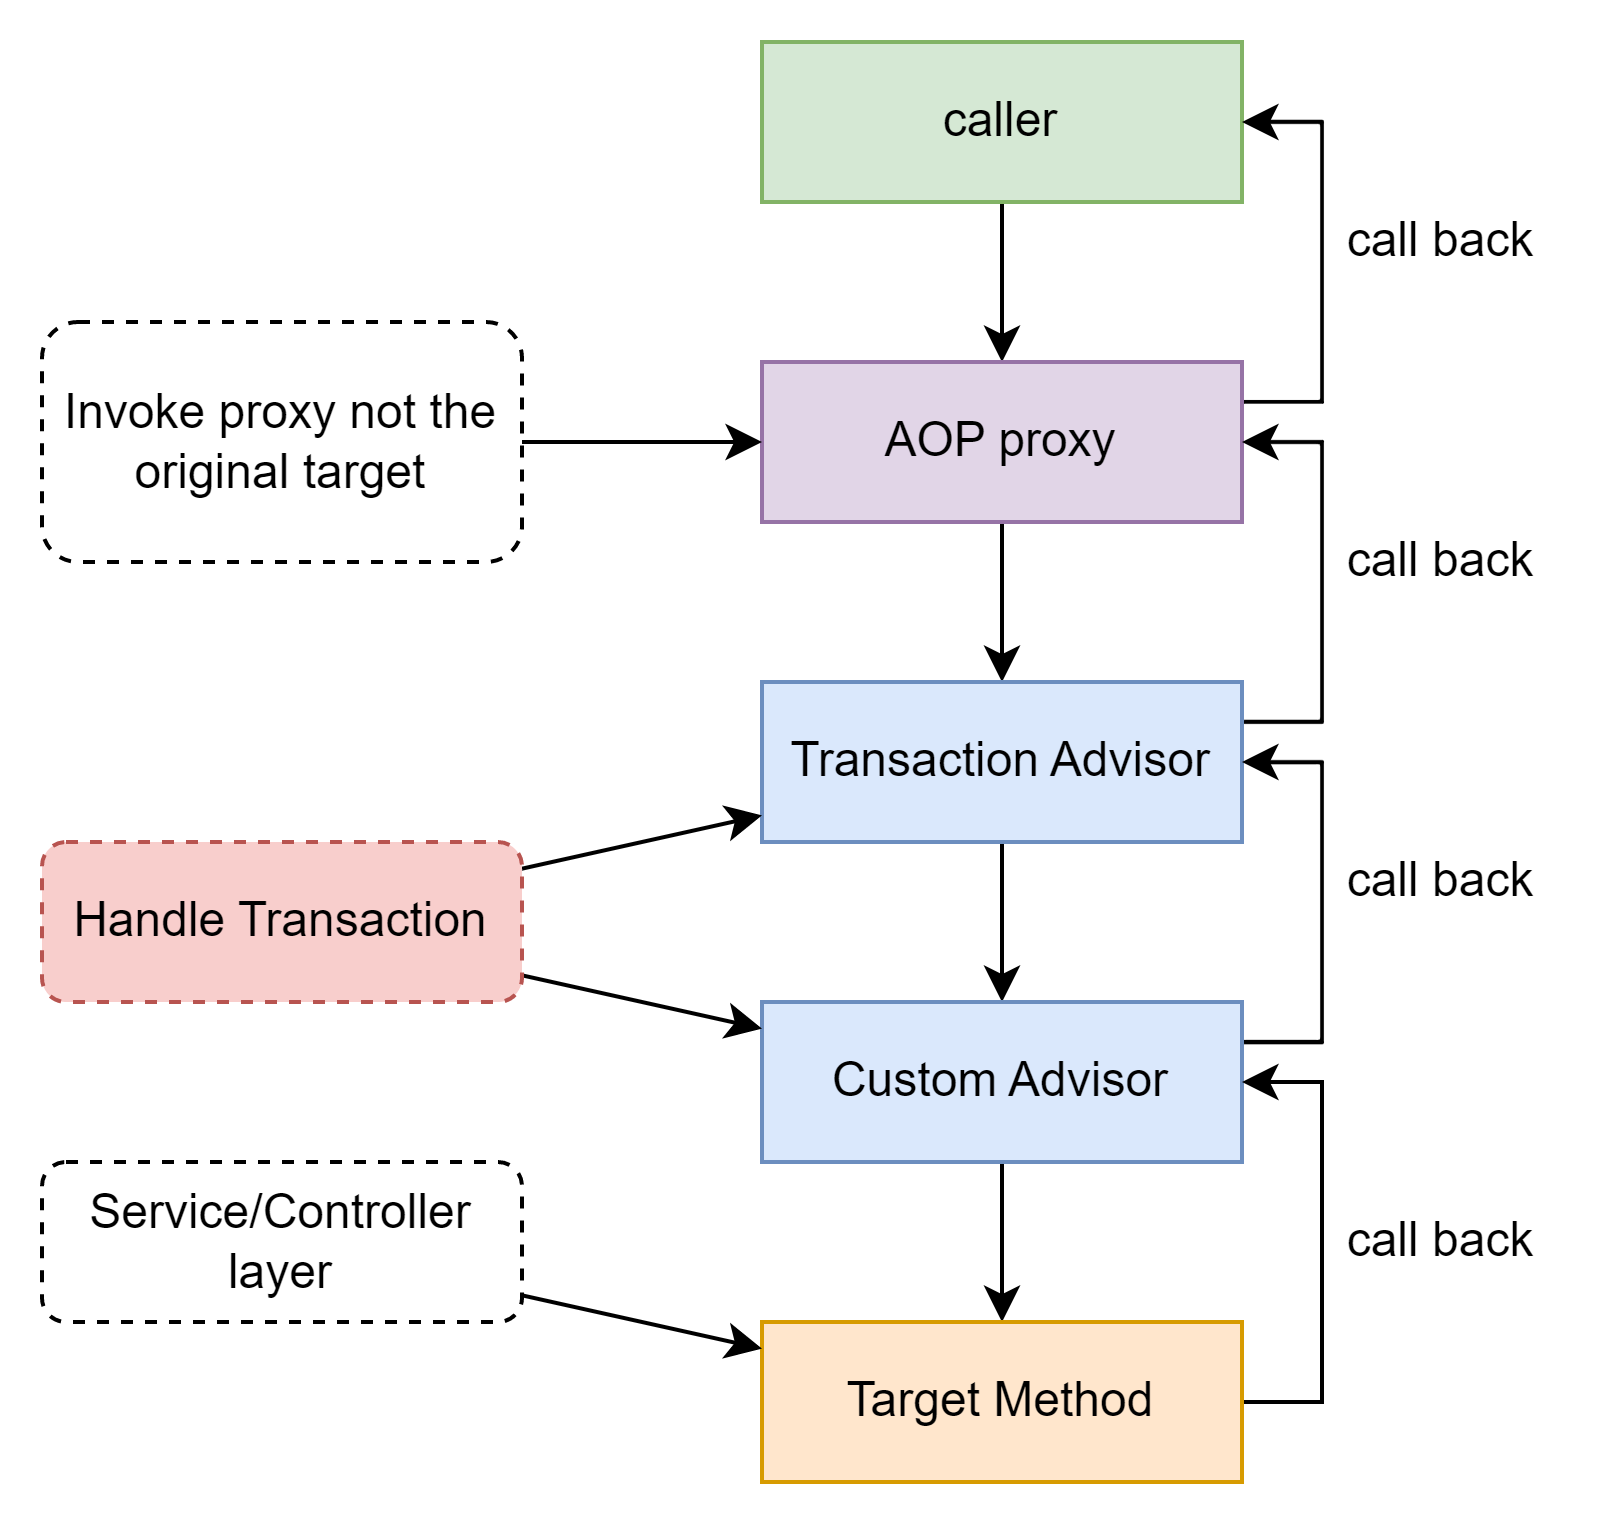 caller
call back
Invoke proxy not the
original target
AOP proxy
call back
Transaction Advisor
call back
Handle Transaction
Custom Advisor
Service/Controller
layer
call back
Target Method